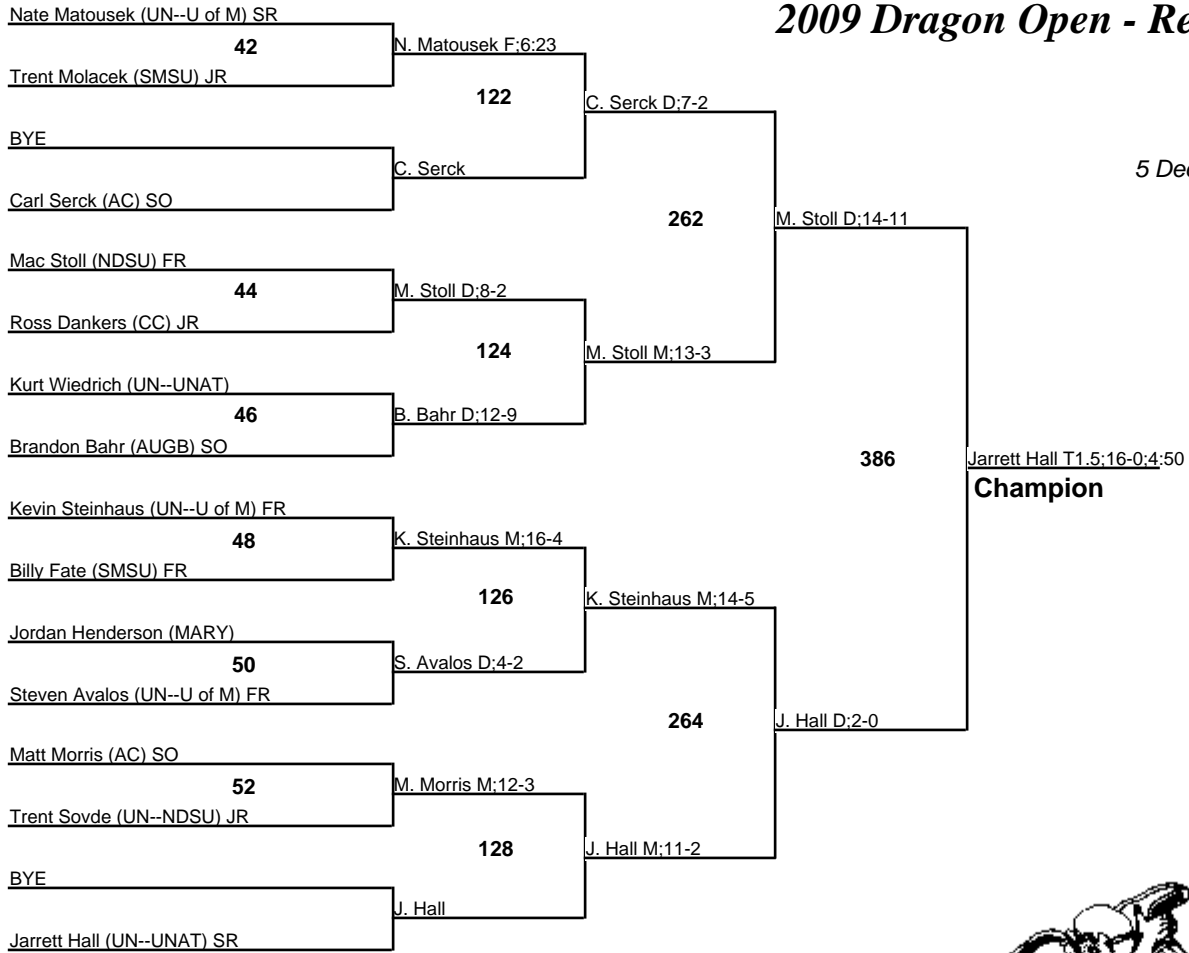 Nate Matousek (UN--U of M) SR
2009 Dragon Open - Re
42
N. Matousek F;6:23
Trent Molacek (SMSU) JR
122
C. Serck D;7-2
BYE
C. Serck
5 Dec
Carl Serck (AC) SO
262
M. Stoll D;14-11
Mac Stoll (NDSU) FR
44
M. Stoll D;8-2
Ross Dankers (CC) JR
124
M. Stoll M;13-3
Kurt Wiedrich (UN--UNAT)
46
B. Bahr D;12-9
Brandon Bahr (AUGB) SO
386
Jarrett Hall T1.5;16-0;4:50
Champion
Kevin Steinhaus (UN--U of M) FR
48
K. Steinhaus M;16-4
Billy Fate (SMSU) FR
126
K. Steinhaus M;14-5
Jordan Henderson (MARY)
50
S. Avalos D;4-2
Steven Avalos (UN--U of M) FR
264
J. Hall D;2-0
Matt Morris (AC) SO
52
M. Morris M;12-3
Trent Sovde (UN--NDSU) JR
128
J. Hall M;11-2
BYE
J. Hall
Jarrett Hall (UN--UNAT) SR